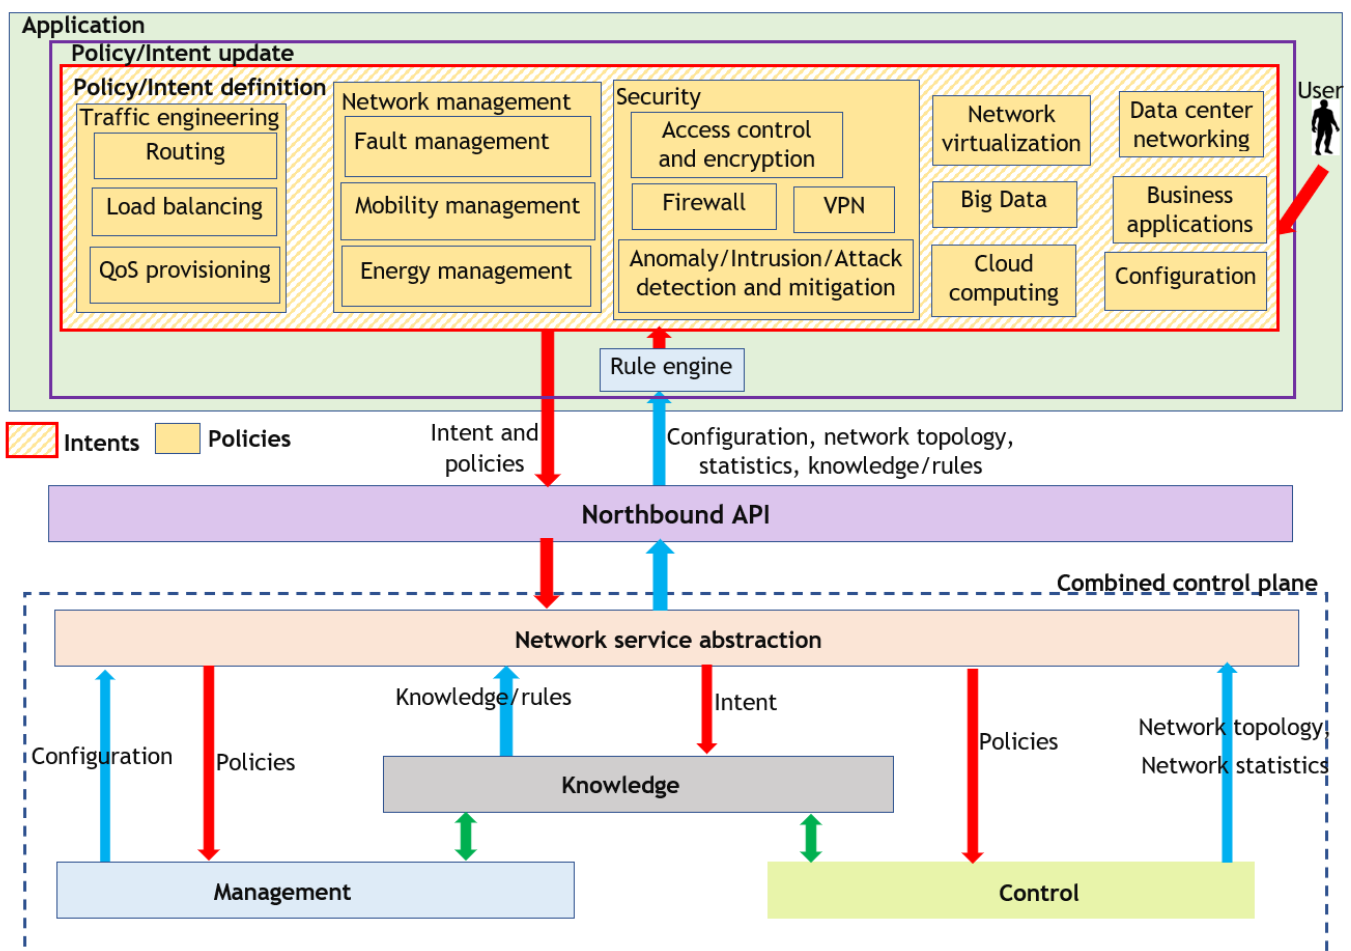 Application
Policy/Intent update
Policy/Intent definition
User
Traffic engineering
Routing
Load balancing
QoS provisioning
Network management
Fault management
Mobility management
Energy management
Security
Access control
and encryption
Firewall
VPN
Anomaly/Intrusion/Attack
detection and mitigation
Network
virtualization
Big Data
Cloud
computing
Data center
networking
Business
applications
Configuration
Rule engine
Intents
Policies
Intent and
policies
Configuration, network topology,
statistics, knowledge/rules
Northbound API
Combined control plane
Network service abstraction
Configuration
Policies
Knowledge/rules
Intent
Policies
Network topology,
Network statistics
Knowledge
Management
Control